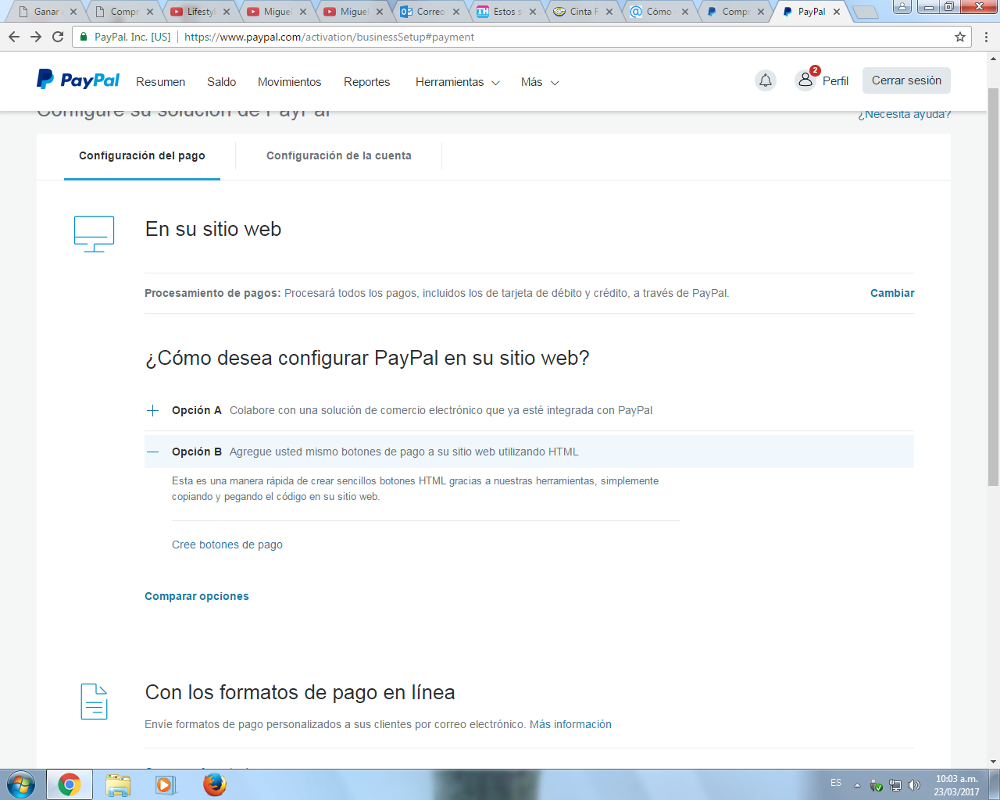 Ganar
Compr
Lifestyl
Miguel
Miguel
Correo
Estos s
Cinta F
Cómo
Compr
PayPal
PayPal, Inc. [US]
https://www.paypal.com/activation/businessSetup#payment
PayPal
Resumen
Saldo
Movimientos
Reportes
Herramientas
Más
2
Perfil
Cerrar sesión
Configure su solución de PayPal
¿Necesita ayuda?
Configuración del pago
Configuración de la cuenta
En su sitio web
Procesamiento de pagos: Procesará todos los pagos, incluidos los de tarjeta de débito y crédito, a través de PayPal.
Cambiar
¿Cómo desea configurar PayPal en su sitio web?
Opción A Colabore con una solución de comercio electrónico que ya esté integrada con PayPal
Opción B Agregue usted mismo botones de pago a su sitio web utilizando HTML
Esta es una manera rápida de crear sencillos botones HTML gracias a nuestras herramientas, simplemente
copiando y pegando el código en su sitio web.
Cree botones de pago
Comparar opciones
Con los formatos de pago en línea
Envíe formatos de pago personalizados a sus clientes por correo electrónico. Más información
ES
10:03 a.m.
23/03/2017